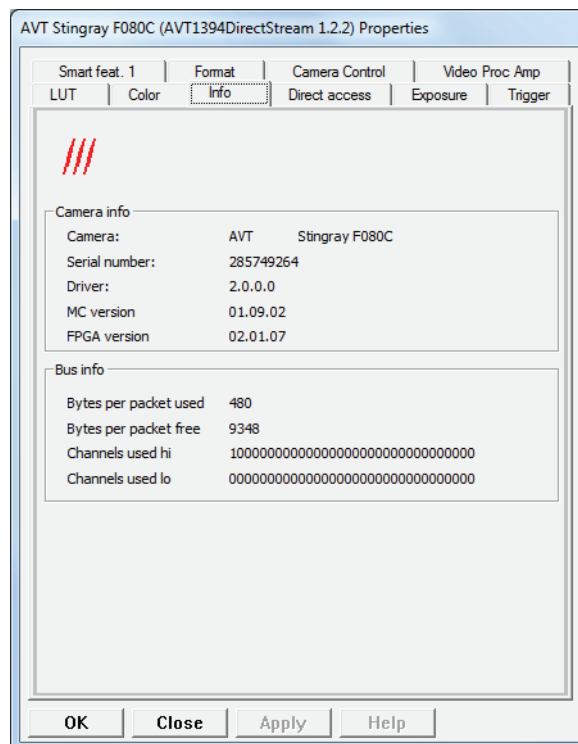 AVT Stingray F080C (AVT1394DirectStream 1.2.2) Properties
Smart feat. 1 Format Camera Control Video Proc Amp
LUT Color Info Direct access Exposure Trigger
Camera info
Camera: AVT Stingray F080C
Serial number: 285749264
Driver: 2.0.0.0
MC version 01.09.02
FPGA version 02.01.07
Bus info
Bytes per packet used 480
Bytes per packet free 9348
Channels used hi 10000000000000000000000000000000
Channels used lo 00000000000000000000000000000000
OK Close Apply Help